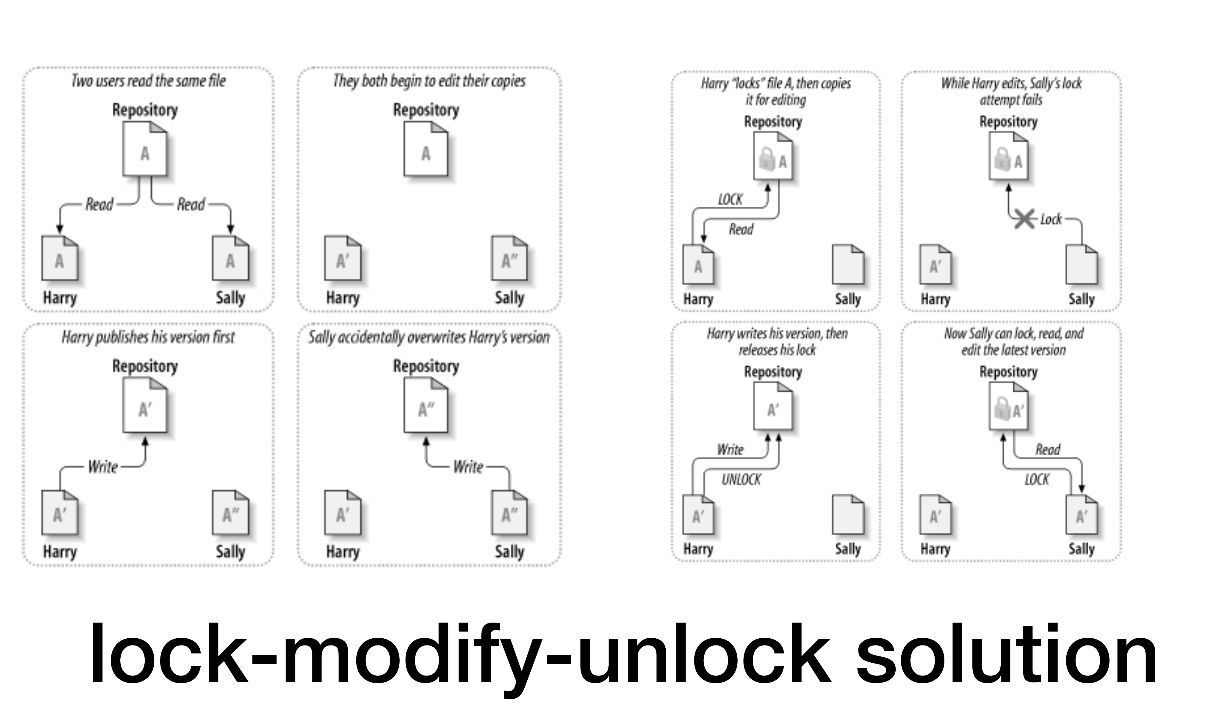 Two users read the same file
Repository
A
Read
Read
A
A
Harry
Sally
They both begin to edit their copies
Repository
A
A′
A″
Harry
Sally
Harry publishes his version first
Repository
A′
Write
A′
A″
Harry
Sally
Sally accidentally overwrites Harry's version
Repository
A″
Write
A′
A″
Harry
Sally
Harry "locks" file A, then copies
it for editing
Repository
A
LOCK
Read
A
Harry
Sally
While Harry edits, Sally's lock
attempt fails
Repository
A
Lock
A′
Harry
Sally
Harry writes his version, then
releases his lock
Repository
A′
Write
UNLOCK
A′
Harry
Sally
Now Sally can lock, read, and
edit the latest version
Repository
A′
Read
LOCK
A′
A′
Harry
Sally
lock-modify-unlock solution